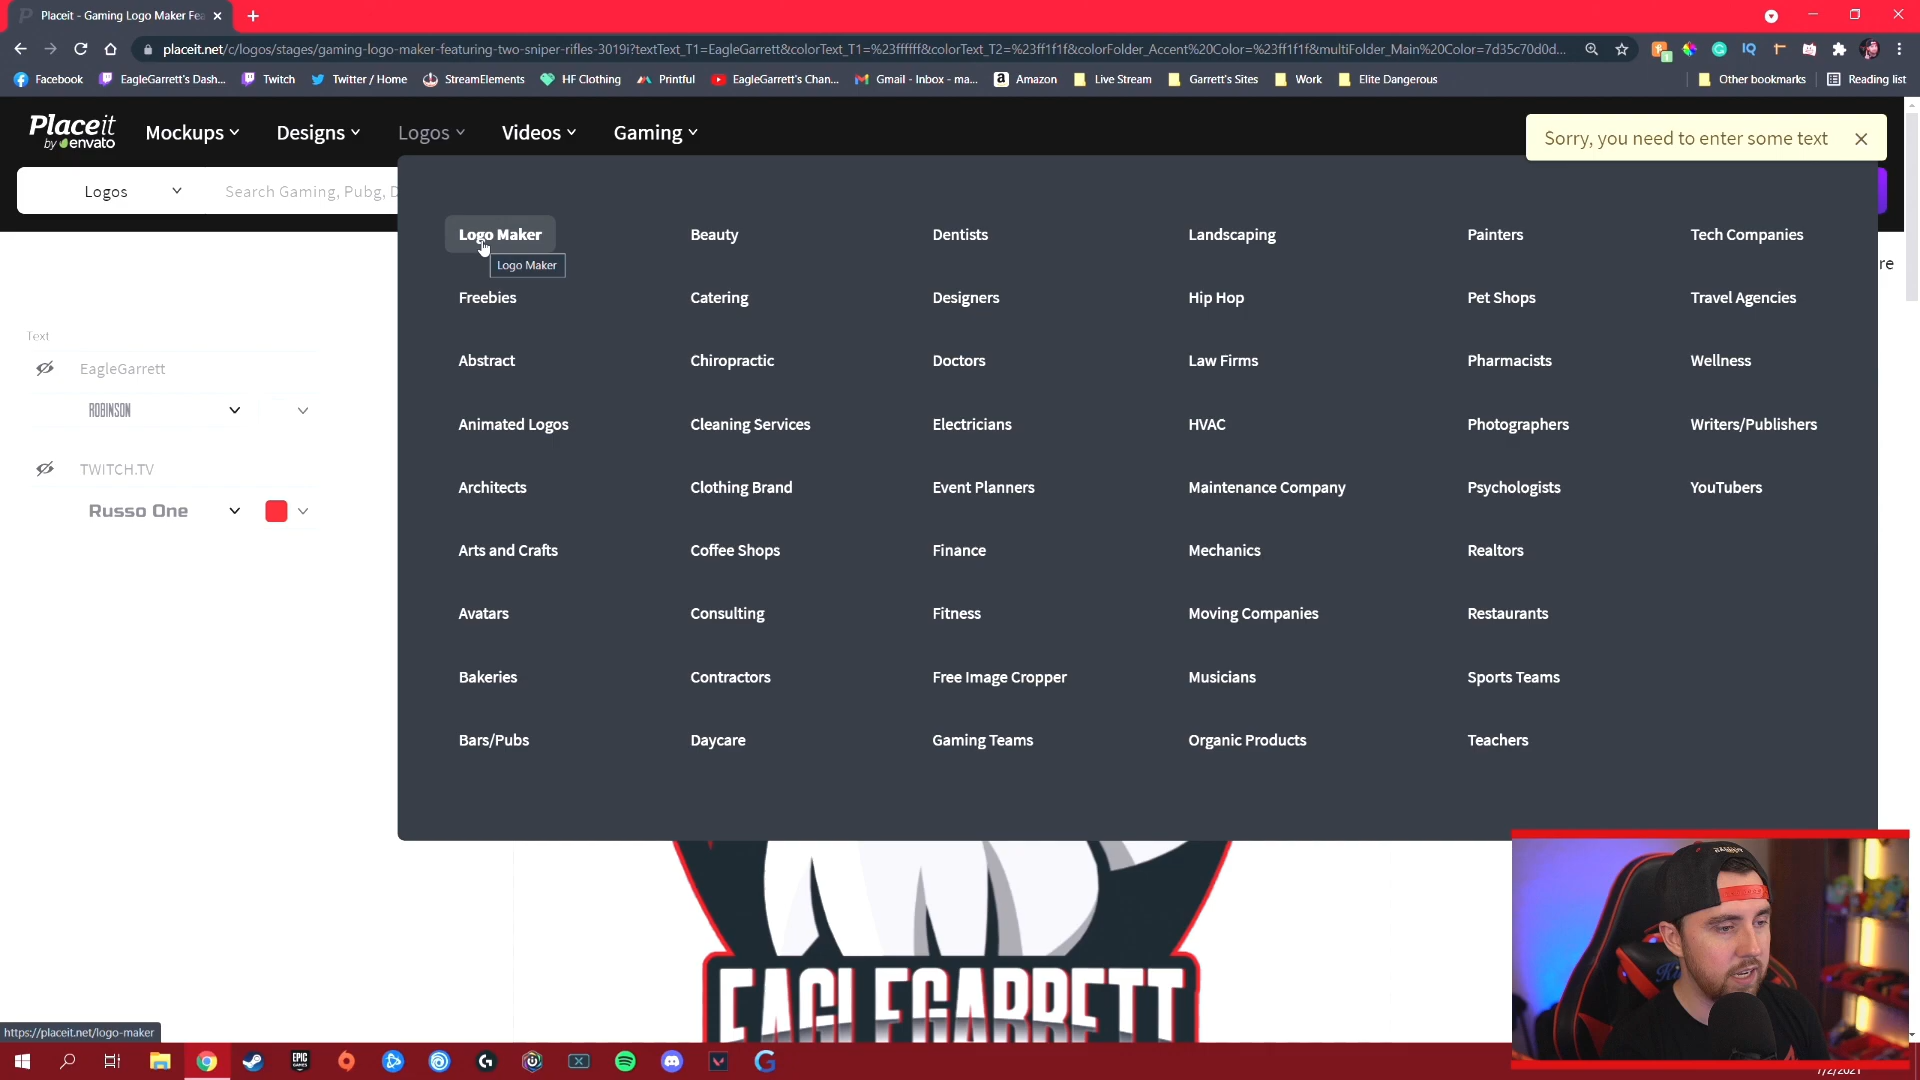 Placeit - Gaming Logo Maker Fea
placeit.net/c/logos/stages/gaming-logo-maker-featuring-two-sniper-rifles-3019i?textText_T1=EagleGarrett&colorText_T1=%23ffffff&colorText_T2=%23ff1f1f&colorFolder_Accent%20Color=%23ff1f1f&multiFolder_Main%20Color=7d35c70d0d...
Facebook EagleGarrett's Dash... Twitch Twitter / Home StreamElements HF Clothing Printful EagleGarrett's Chan... Gmail - Inbox - ma... Amazon Live Stream Garrett's Sites Work Elite Dangerous Other bookmarks Reading list
Placeit
by envato
Mockups Designs Logos Videos Gaming
Sorry, you need to enter some text
Logos
Search Gaming, Pubg, D
re
Logo Maker Beauty Dentists Landscaping Painters Tech Companies
Logo Maker
Freebies Catering Designers Hip Hop Pet Shops Travel Agencies
Abstract Chiropractic Doctors Law Firms Pharmacists Wellness
Animated Logos Cleaning Services Electricians HVAC Photographers Writers/Publishers
Architects Clothing Brand Event Planners Maintenance Company Psychologists YouTubers
Arts and Crafts Coffee Shops Finance Mechanics Realtors
Avatars Consulting Fitness Moving Companies Restaurants
Bakeries Contractors Free Image Cropper Musicians Sports Teams
Bars/Pubs Daycare Gaming Teams Organic Products Teachers
Text
EagleGarrett
ROBINSON
TWITCH.TV
Russo One
EAGLEGARRETT
https://placeit.net/logo-maker
EPIC
GAMES
7/2/2021